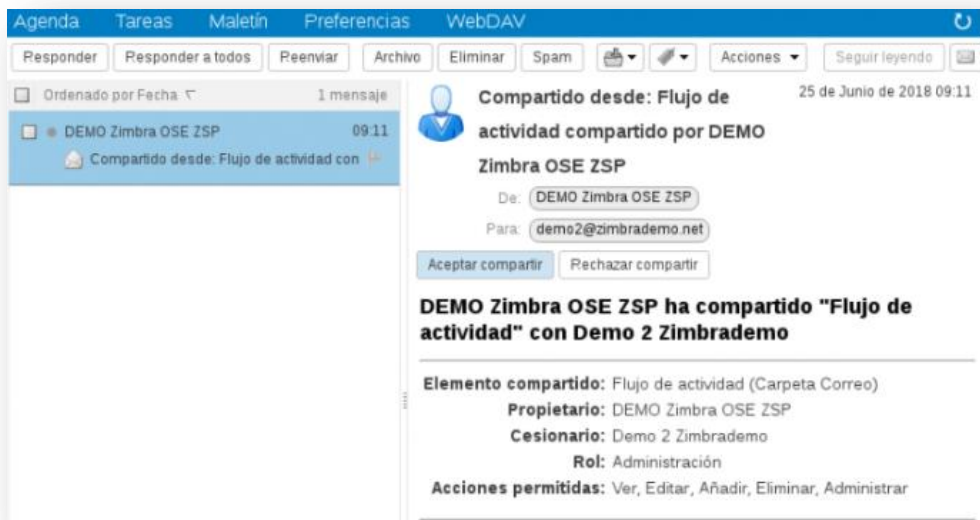 Agenda Tareas Maletín Preferencias WebDAV
Responder Responder a todos Reenviar Archivo Eliminar Spam Acciones Seguir leyendo
Ordenado por Fecha 1 mensaje
DEMO Zimbra OSE ZSP 09:11
Compartido desde: Flujo de actividad con
Compartido desde: Flujo de
actividad compartido por DEMO
Zimbra OSE ZSP
25 de Junio de 2018 09:11
De: DEMO Zimbra OSE ZSP
Para: demo2@zimbrademo.net
Aceptar compartir Rechazar compartir
DEMO Zimbra OSE ZSP ha compartido "Flujo de
actividad" con Demo 2 Zimbrademo
Elemento compartido: Flujo de actividad (Carpeta Correo)
Propietario: DEMO Zimbra OSE ZSP
Cesionario: Demo 2 Zimbrademo
Rol: Administración
Acciones permitidas: Ver, Editar, Añadir, Eliminar, Administrar